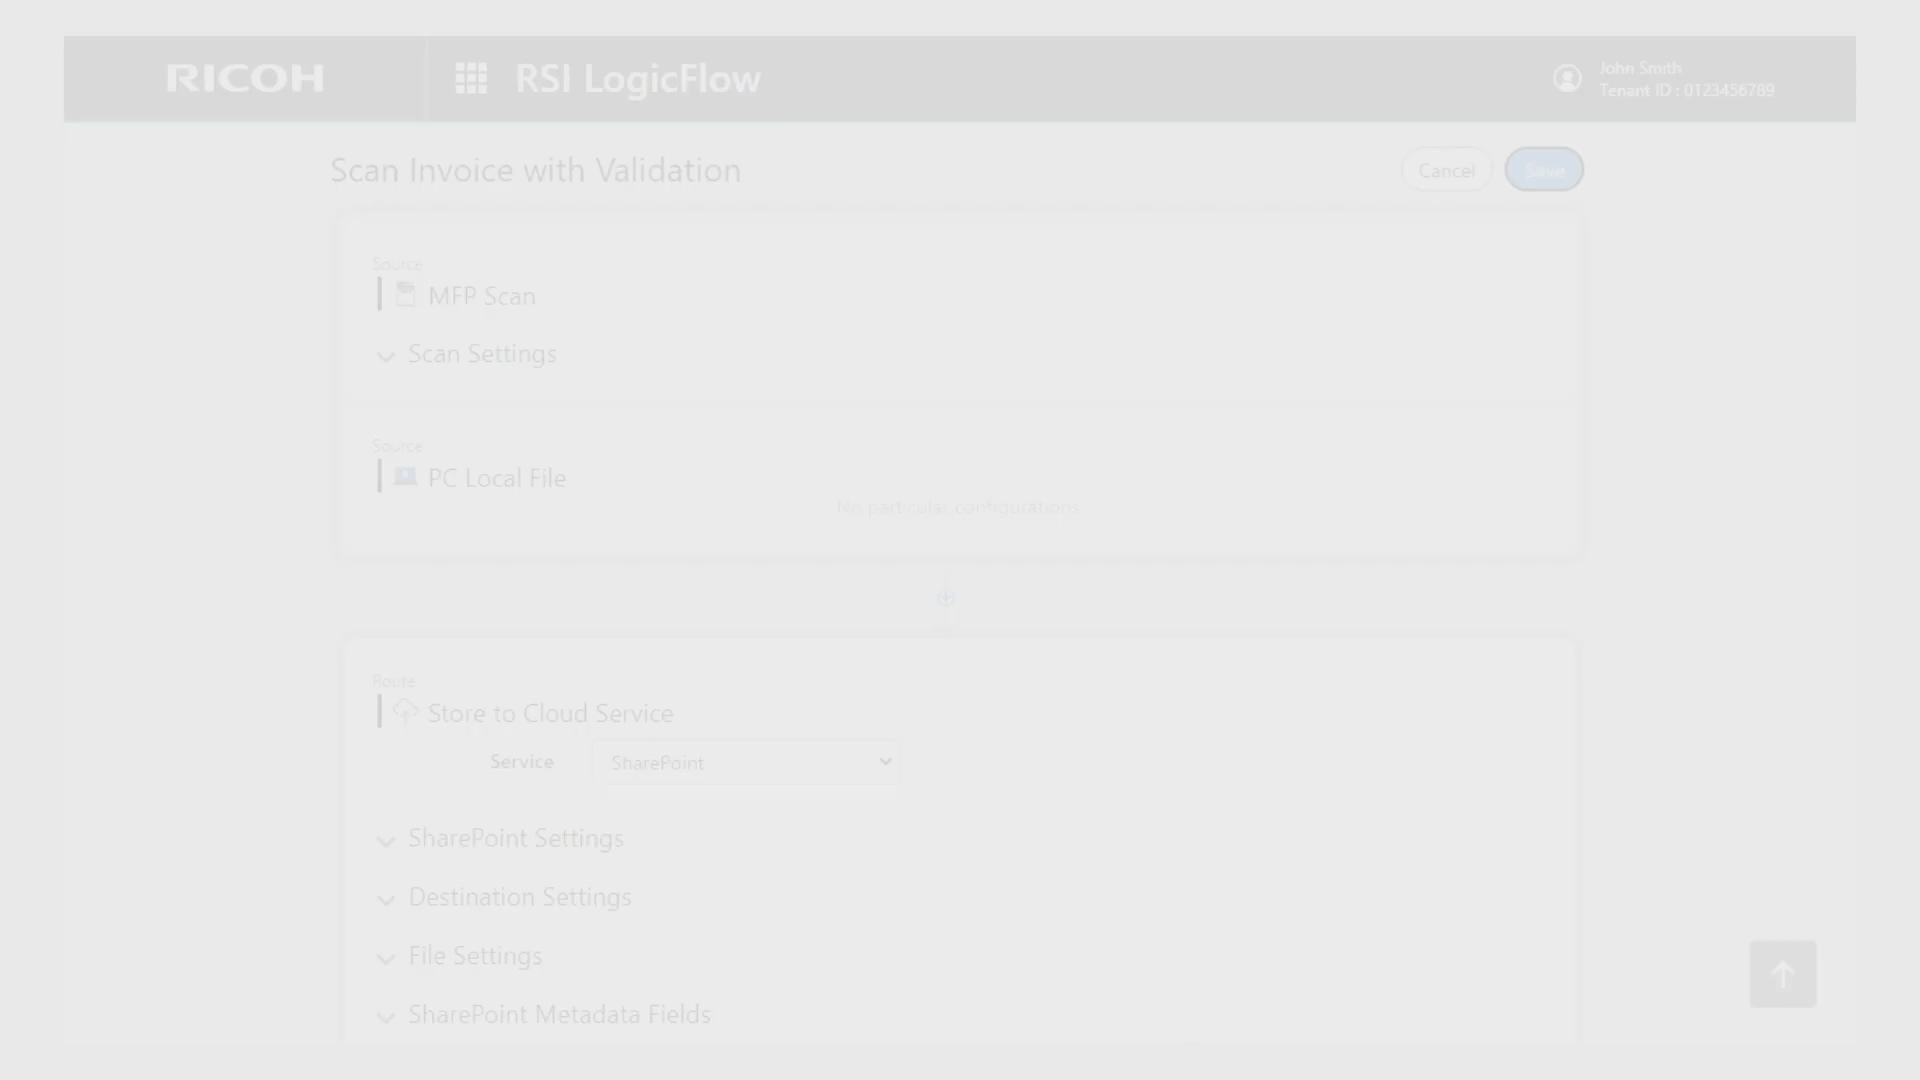 RICOH
RSI LogicFlow
John Smith
Tenant ID : 0123456789
Scan Invoice with Validation
Cancel
Save
Source
MFP Scan
Scan Settings
Source
PC Local File
No particular configurations
Route
Store to Cloud Service
Service
SharePoint
SharePoint Settings
Destination Settings
File Settings
SharePoint Metadata Fields